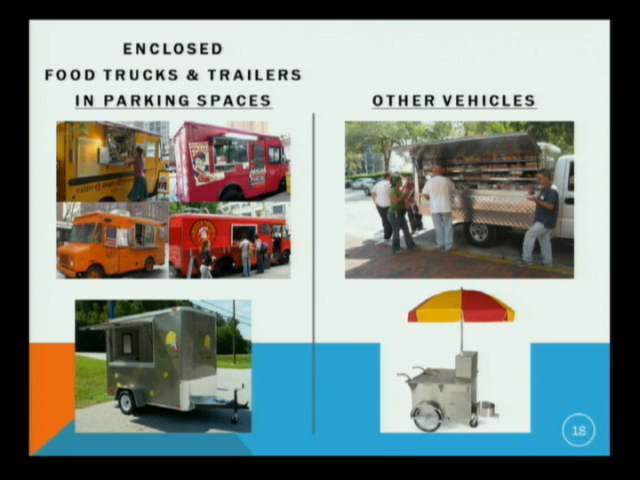 ENCLOSED
FOOD TRUCKS & TRAILERS
IN PARKING SPACES
OTHER VEHICLES
18